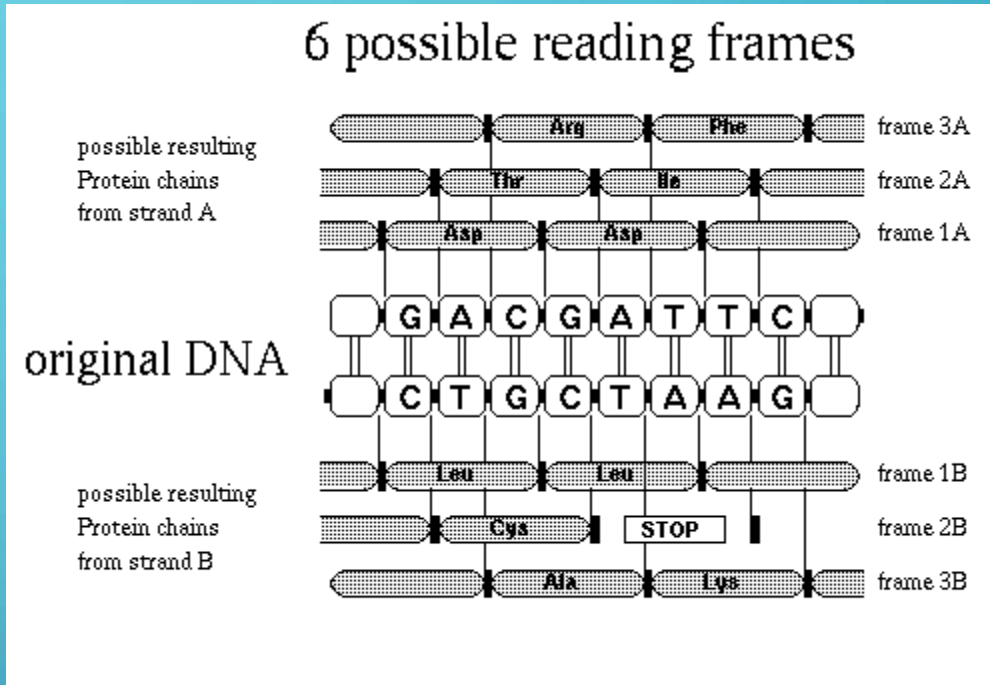 6 possible reading frames
Arg Phe frame 3A
possible resulting
Protein chains
from strand A
Thr Ile frame 2A
Asp Asp frame 1A
G A C G A T T C
original DNA
C T G C T A A G
Leu Leu frame 1B
possible resulting
Protein chains
from strand B
Cys STOP frame 2B
Ala Lys frame 3B